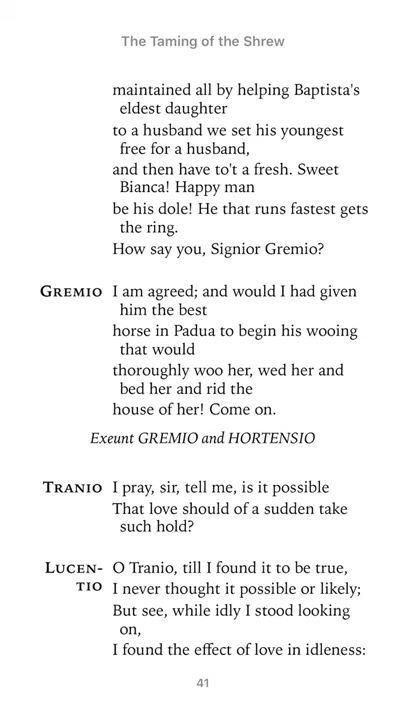 The Taming of the Shrew
maintained all by helping Baptista's
eldest daughter
to a husband we set his youngest
free for a husband,
and then have to't a fresh. Sweet
Bianca! Happy man
be his dole! He that runs fastest gets
the ring.
How say you, Signior Gremio?
GREMIO I am agreed; and would I had given
him the best
horse in Padua to begin his wooing
that would
thoroughly woo her, wed her and
bed her and rid the
house of her! Come on.
Exeunt GREMIO and HORTENSIO
TRANIO I pray, sir, tell me, is it possible
That love should of a sudden take
such hold?
LUCEN- O Tranio, till I found it to be true,
TIO I never thought it possible or likely;
But see, while idly I stood looking
on,
I found the effect of love in idleness:
41